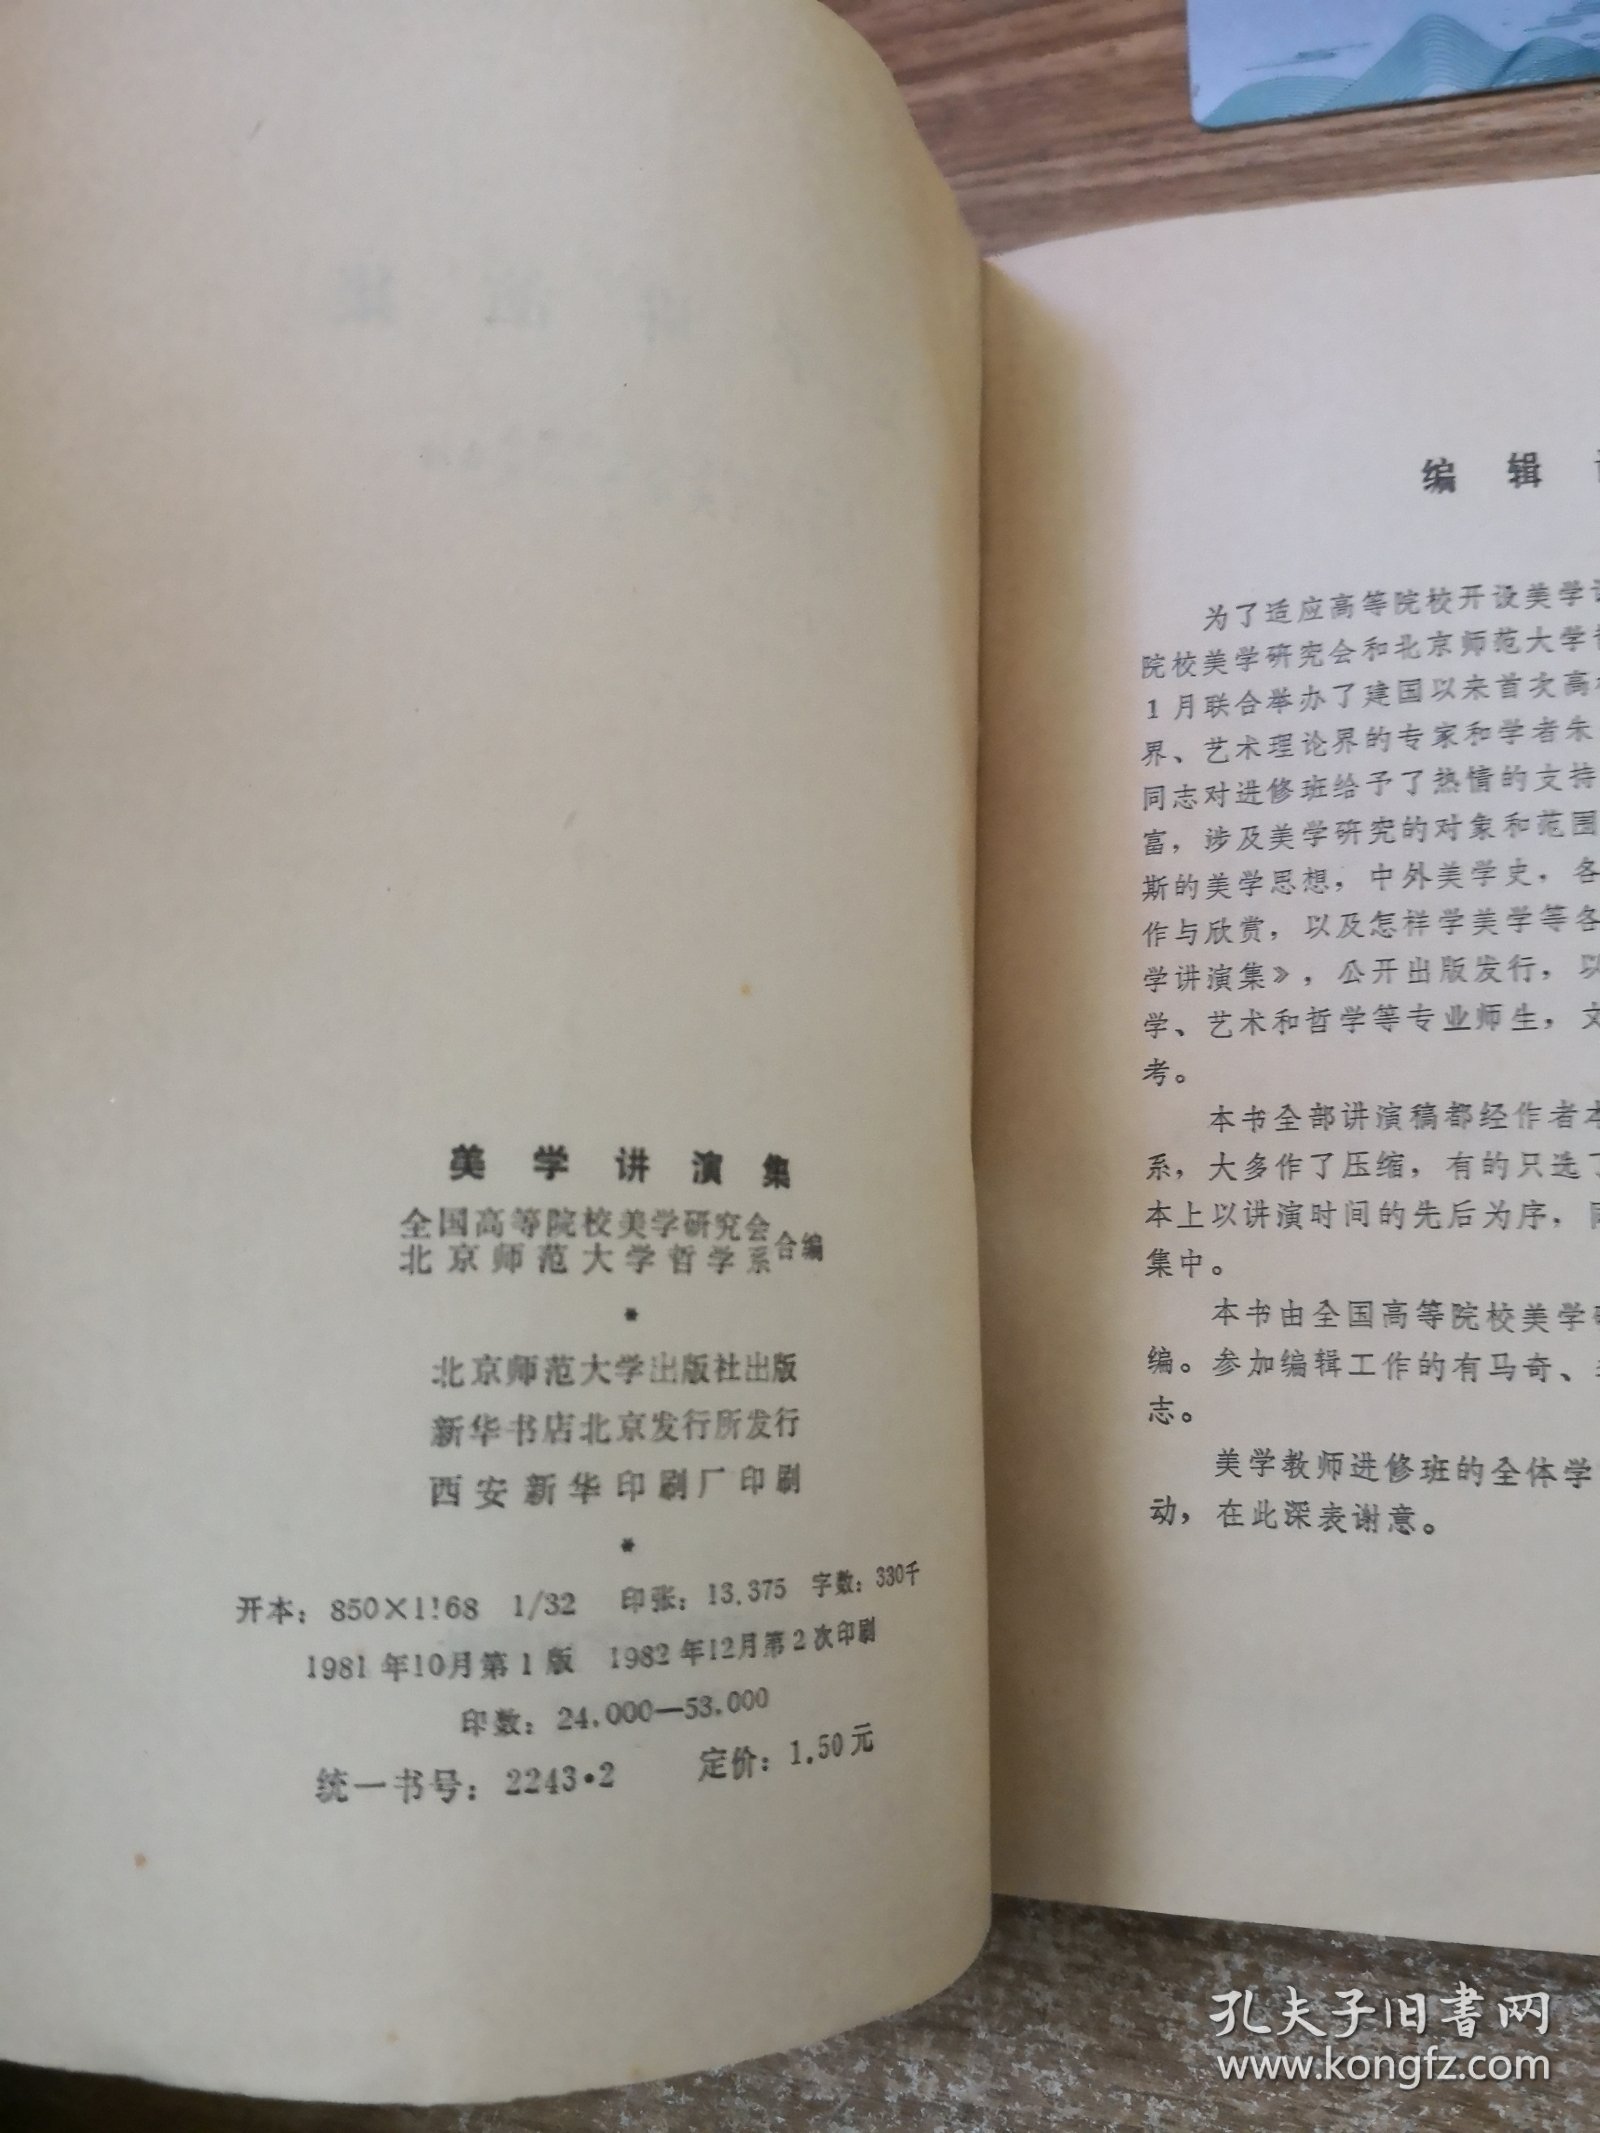 美学讲演集
全国高等院校美学研究会
北京师范大学哲学系合编
*
北京师范大学出版社出版
新华书店北京发行所发行
西安新华印刷厂印刷
*
开本：850×1168 1/32 印张：13.375 字数：330千
1981年10月第1版 1982年12月第2次印刷
印数：24,000—53,000
统一书号：2243·2 定价：1.50元
编辑
为了适应高等院校开设美学
院校美学研究会和北京师范大学
1月联合举办了建国以来首次高
界、艺术理论界的专家和学者朱
同志对进修班给予了热情的支持
富，涉及美学研究的对象和范围
斯的美学思想，中外美学史，各
作与欣赏，以及怎样学美学等各
学讲演集》，公开出版发行，以
学、艺术和哲学等专业师生，文
考。
本书全部讲演稿都经作者本
系，大多作了压缩，有的只选了
本上以讲演时间的先后为序，
集中。
本书由全国高等院校美学研
编。参加编辑工作的有马奇、
志。
美学教师进修班的全体学
动，在此深表谢意。
孔夫子旧书网
www.kongfz.com